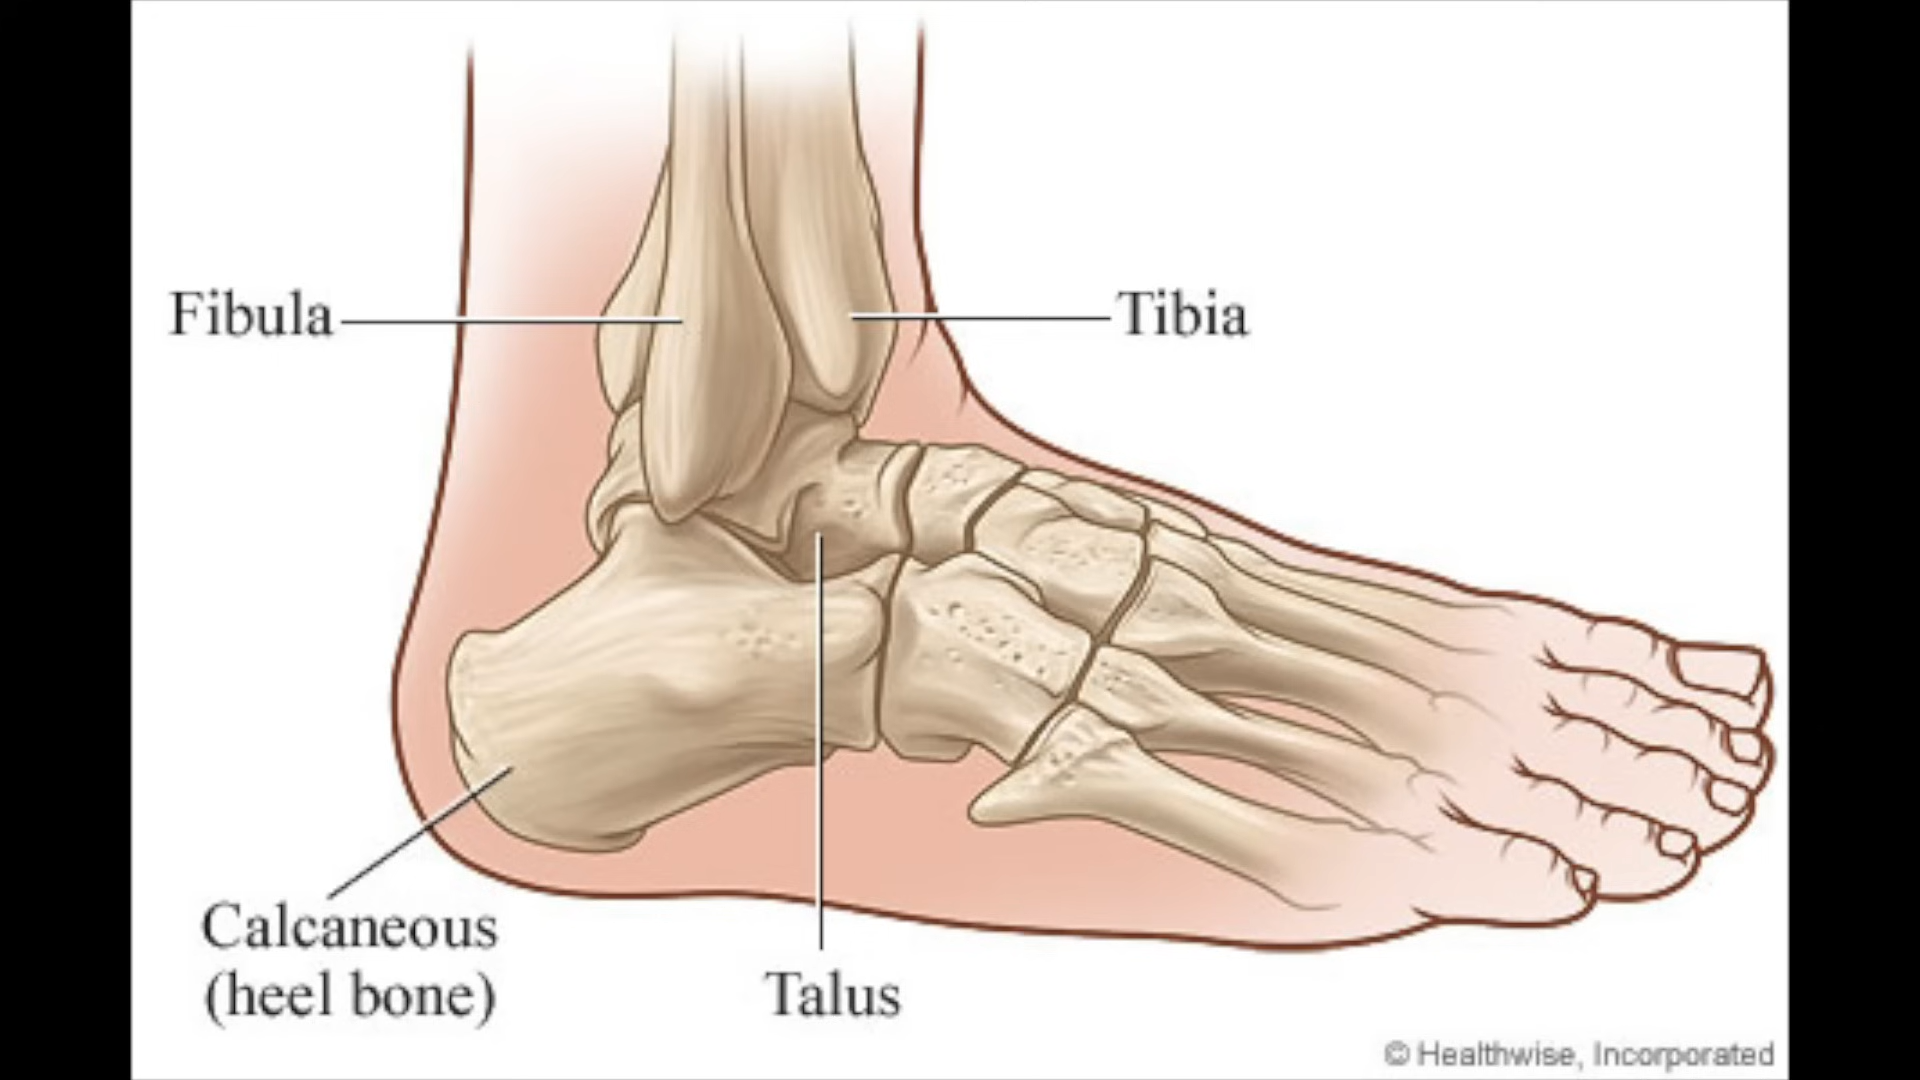 Fibula
Tibia
Calcaneous
(heel bone)
Talus
© Healthwise, Incorporated